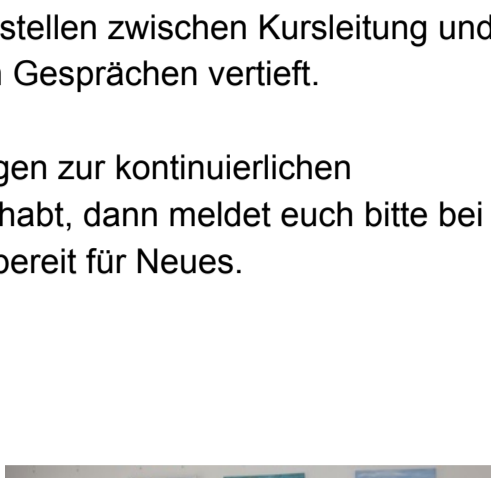 stellen zwischen Kursleitung und
Gesprächen vertieft.
gen zur kontinuierlichen
habt, dann meldet euch bitte bei
bereit für Neues.